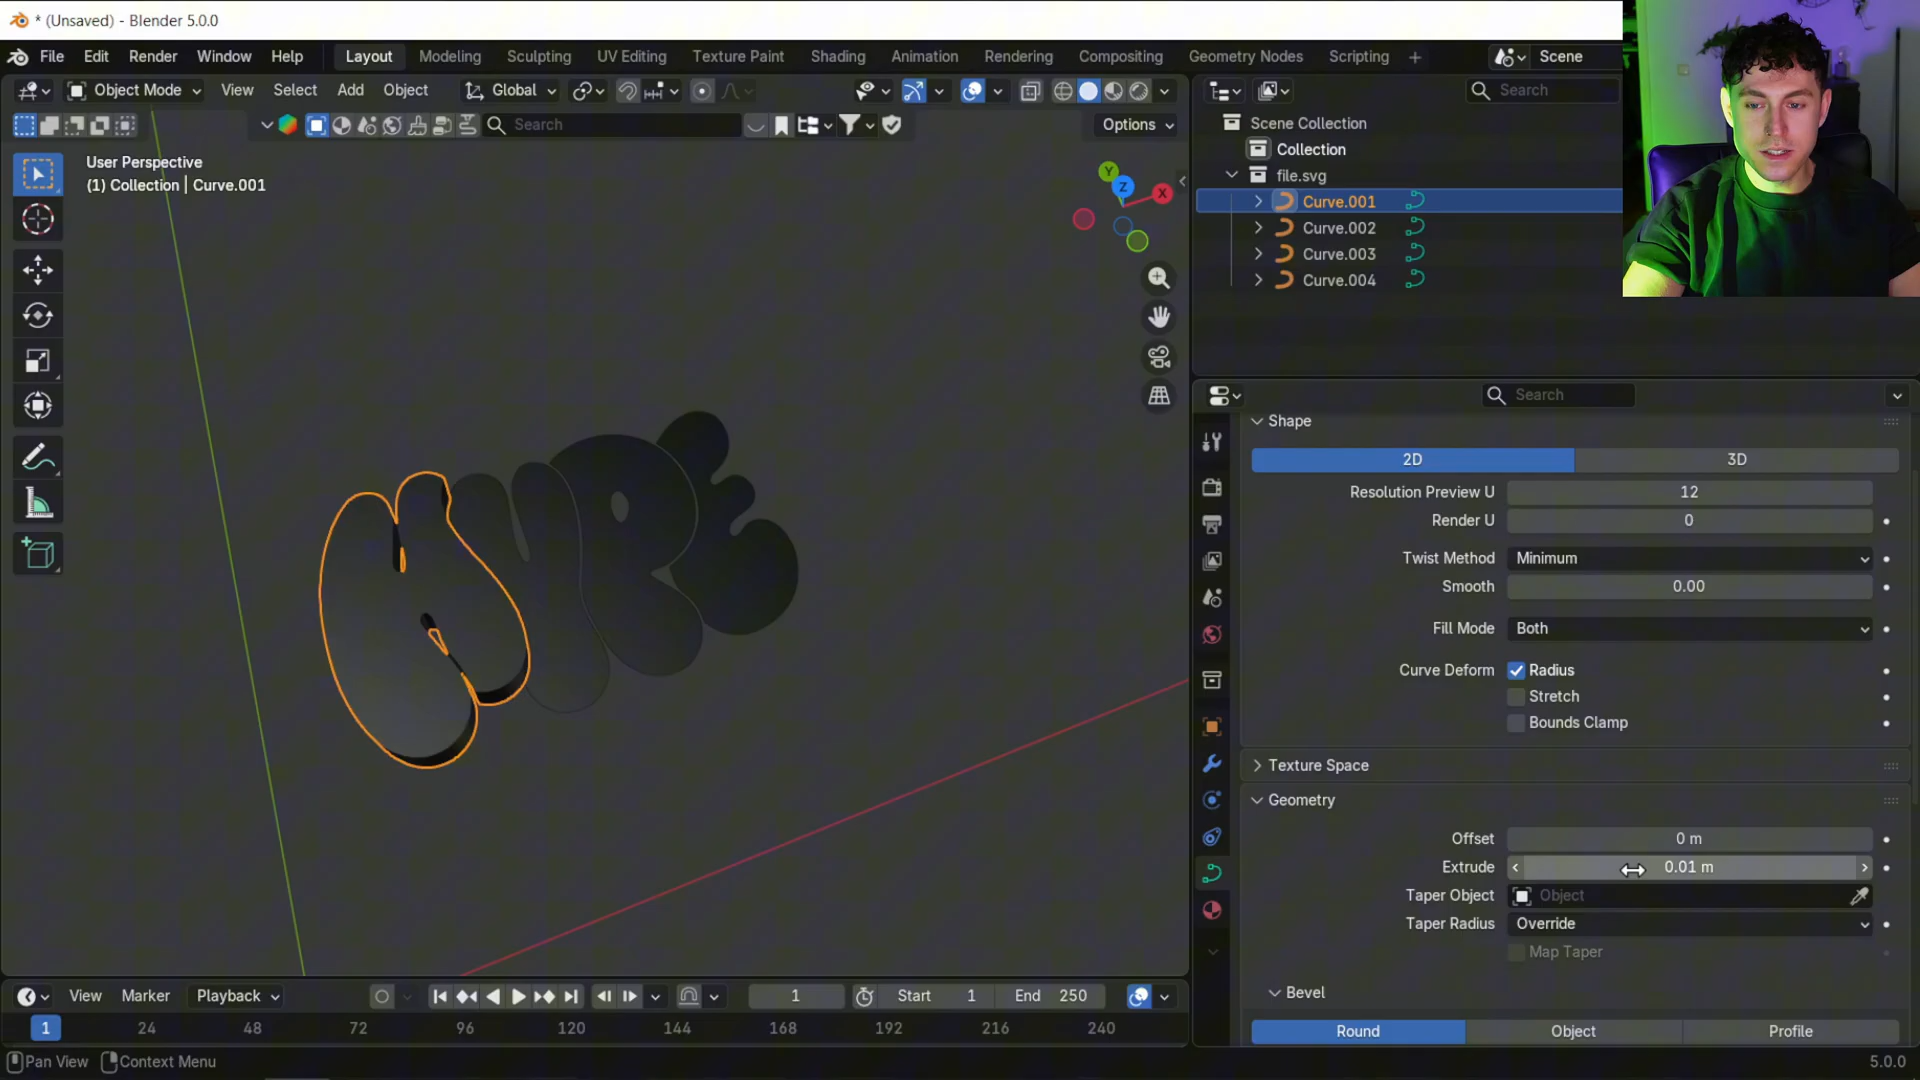 * (Unsaved) - Blender 5.0.0
File Edit Render Window Help Layout Modeling Sculpting UV Editing Texture Paint Shading Animation Rendering Compositing Geometry Nodes Scripting + Scene
Object Mode View Select Add Object Global Search
Search Options
User Perspective
(1) Collection | Curve.001
Y
Z
X
Scene Collection
Collection
file.svg
Curve.001
Curve.002
Curve.003
Curve.004
Search
Shape
2D 3D
Resolution Preview U 12
Render U 0
Twist Method Minimum
Smooth 0.00
Fill Mode Both
Curve Deform Radius
Stretch
Bounds Clamp
Texture Space
Geometry
Offset 0 m
Extrude 0.01 m
Taper Object Object
Taper Radius Override
Map Taper
Bevel
Round Object Profile
View Marker Playback 1 Start 1 End 250
1 24 48 72 96 120 144 168 192 216 240
Pan View Context Menu 5.0.0